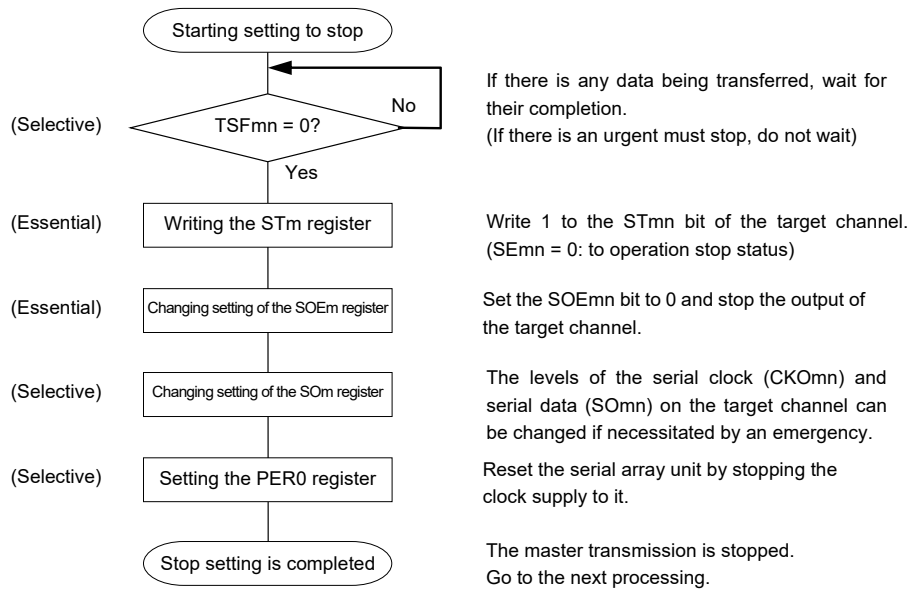 Starting setting to stop
No
If there is any data being transferred, wait for
their completion.
(If there is an urgent must stop, do not wait)
(Selective)
TSFmn = 0?
Yes
(Essential)
Writing the STm register
Write 1 to the STmn bit of the target channel.
(SEmn = 0: to operation stop status)
(Essential)
Changing setting of the SOEm register
Set the SOEmn bit to 0 and stop the output of
the target channel.
(Selective)
Changing setting of the SOm register
The levels of the serial clock (CKOmn) and
serial data (SOmn) on the target channel can
be changed if necessitated by an emergency.
(Selective)
Setting the PER0 register
Reset the serial array unit by stopping the
clock supply to it.
Stop setting is completed
The master transmission is stopped.
Go to the next processing.